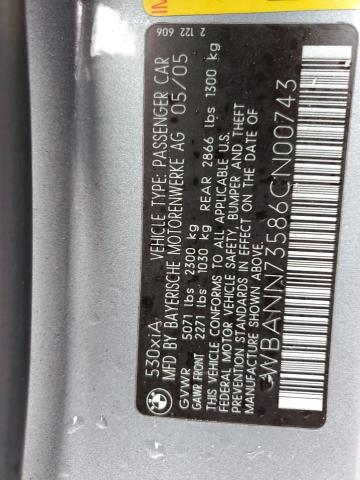 530xiA VEHICLE TYPE: PASSENGER CAR
MFD BY BAYERISCHE MOTORENWERKE AG 05/05
GVWR 5071 lbs 2300 kg
GAWR FRONT 2271 lbs 1030 kg REAR 2866 lbs 1300 kg
THIS VEHICLE CONFORMS TO ALL APPLICABLE
FEDERAL MOTOR VEHICLE SAFETY, BUMPER, AND THEFT
PREVENTION STANDARDS IN EFFECT ON THE DATE OF
MANUFACTURE SHOWN ABOVE.
WBANN73586CN00743
2 122 606
BMW